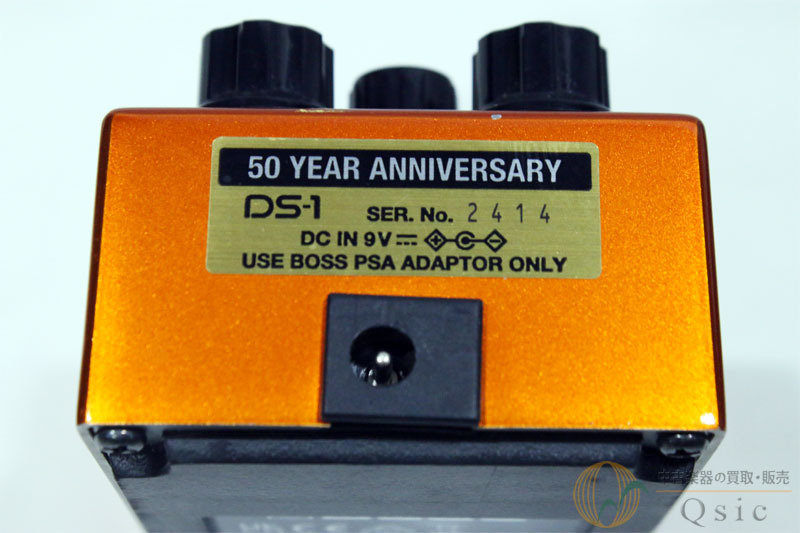 50 YEAR ANNIVERSARY
DS-1 SER. No. 2414
DC IN 9V
USE BOSS PSA ADAPTOR ONLY
中古楽器の買取・販売
Qsic